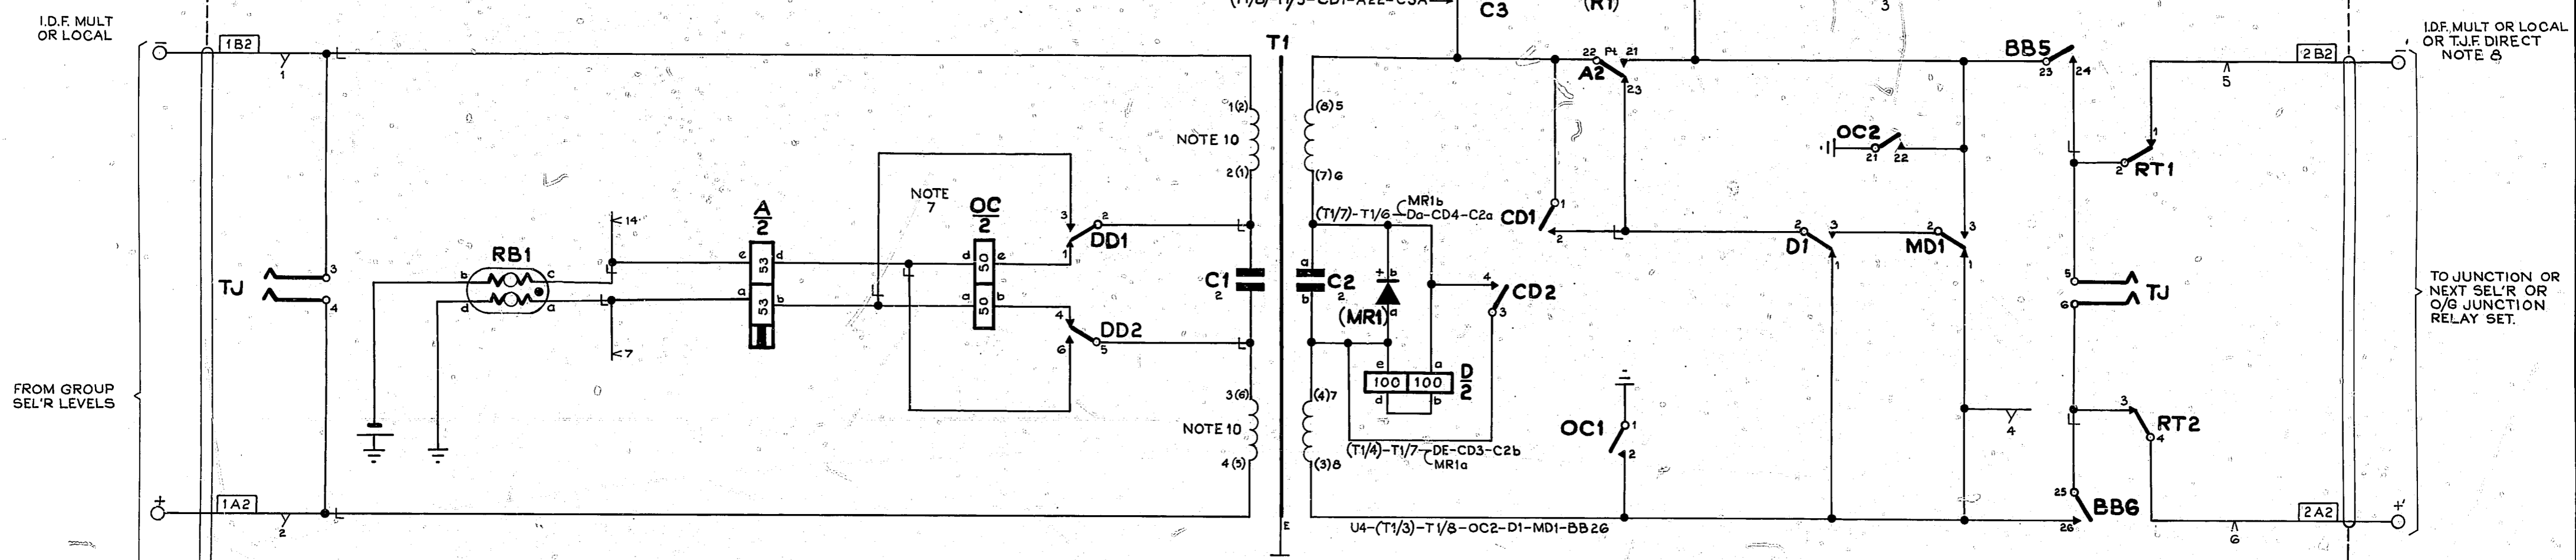 I.D.F. MULT
OR LOCAL
C3
(R1)
3
I.D.F. MULT OR LOCAL
OR T.J.F. DIRECT
NOTE 8
−
1B2
1
T1
22 Pt 21
A2
23
BB5
23
24
2B2
−'
5
1(2)
NOTE 10
2(1)
(8)5
(7)6
OC2
21 22
1
2
RT1
NOTE
7
14
A
2
OC
2
3 2
DD1
1
MR1b
(T1/7)-T1/6-Da-CD4-C2a
CD1
1
2
2 3
D1
1
2 3
MD1
1
RB1
b c
d a
e 53 d
a 53 b
d 50 e
a 50 b
TJ
3
4
C1
2
a
C2
2
b
+ b
(MR1)
a
4
CD2
3
5
TJ
6
TO JUNCTION OR
NEXT SEL'R OR
O/G JUNCTION
RELAY SET.
4
DD2
6 5
7
e a
100 100
d b
D
2
FROM GROUP
SEL'R LEVELS
3(6)
NOTE 10
4(5)
(4)7
(3)8
(T1/4)-T1/7-DE-CD3-C2b
MR1a
OC1
1
2
4
3
RT2
4
+
1A2
2
E
U4-(T1/3)-T1/8-OC2-D1-MD1-BB26
25
BB6
26
2A2
+'
6